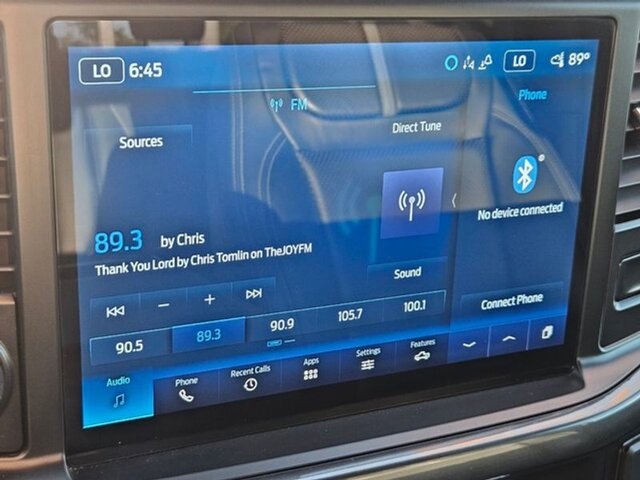 LO 6:45 LO 89°
FM
Phone
Direct Tune
Sources
No device connected
89.3 by Chris
Thank You Lord by Chris Tomlin on TheJOYFM
Sound
Connect Phone
90.5 89.3 90.9 105.7 100.1
Audio Phone Recent Calls Apps Settings Features